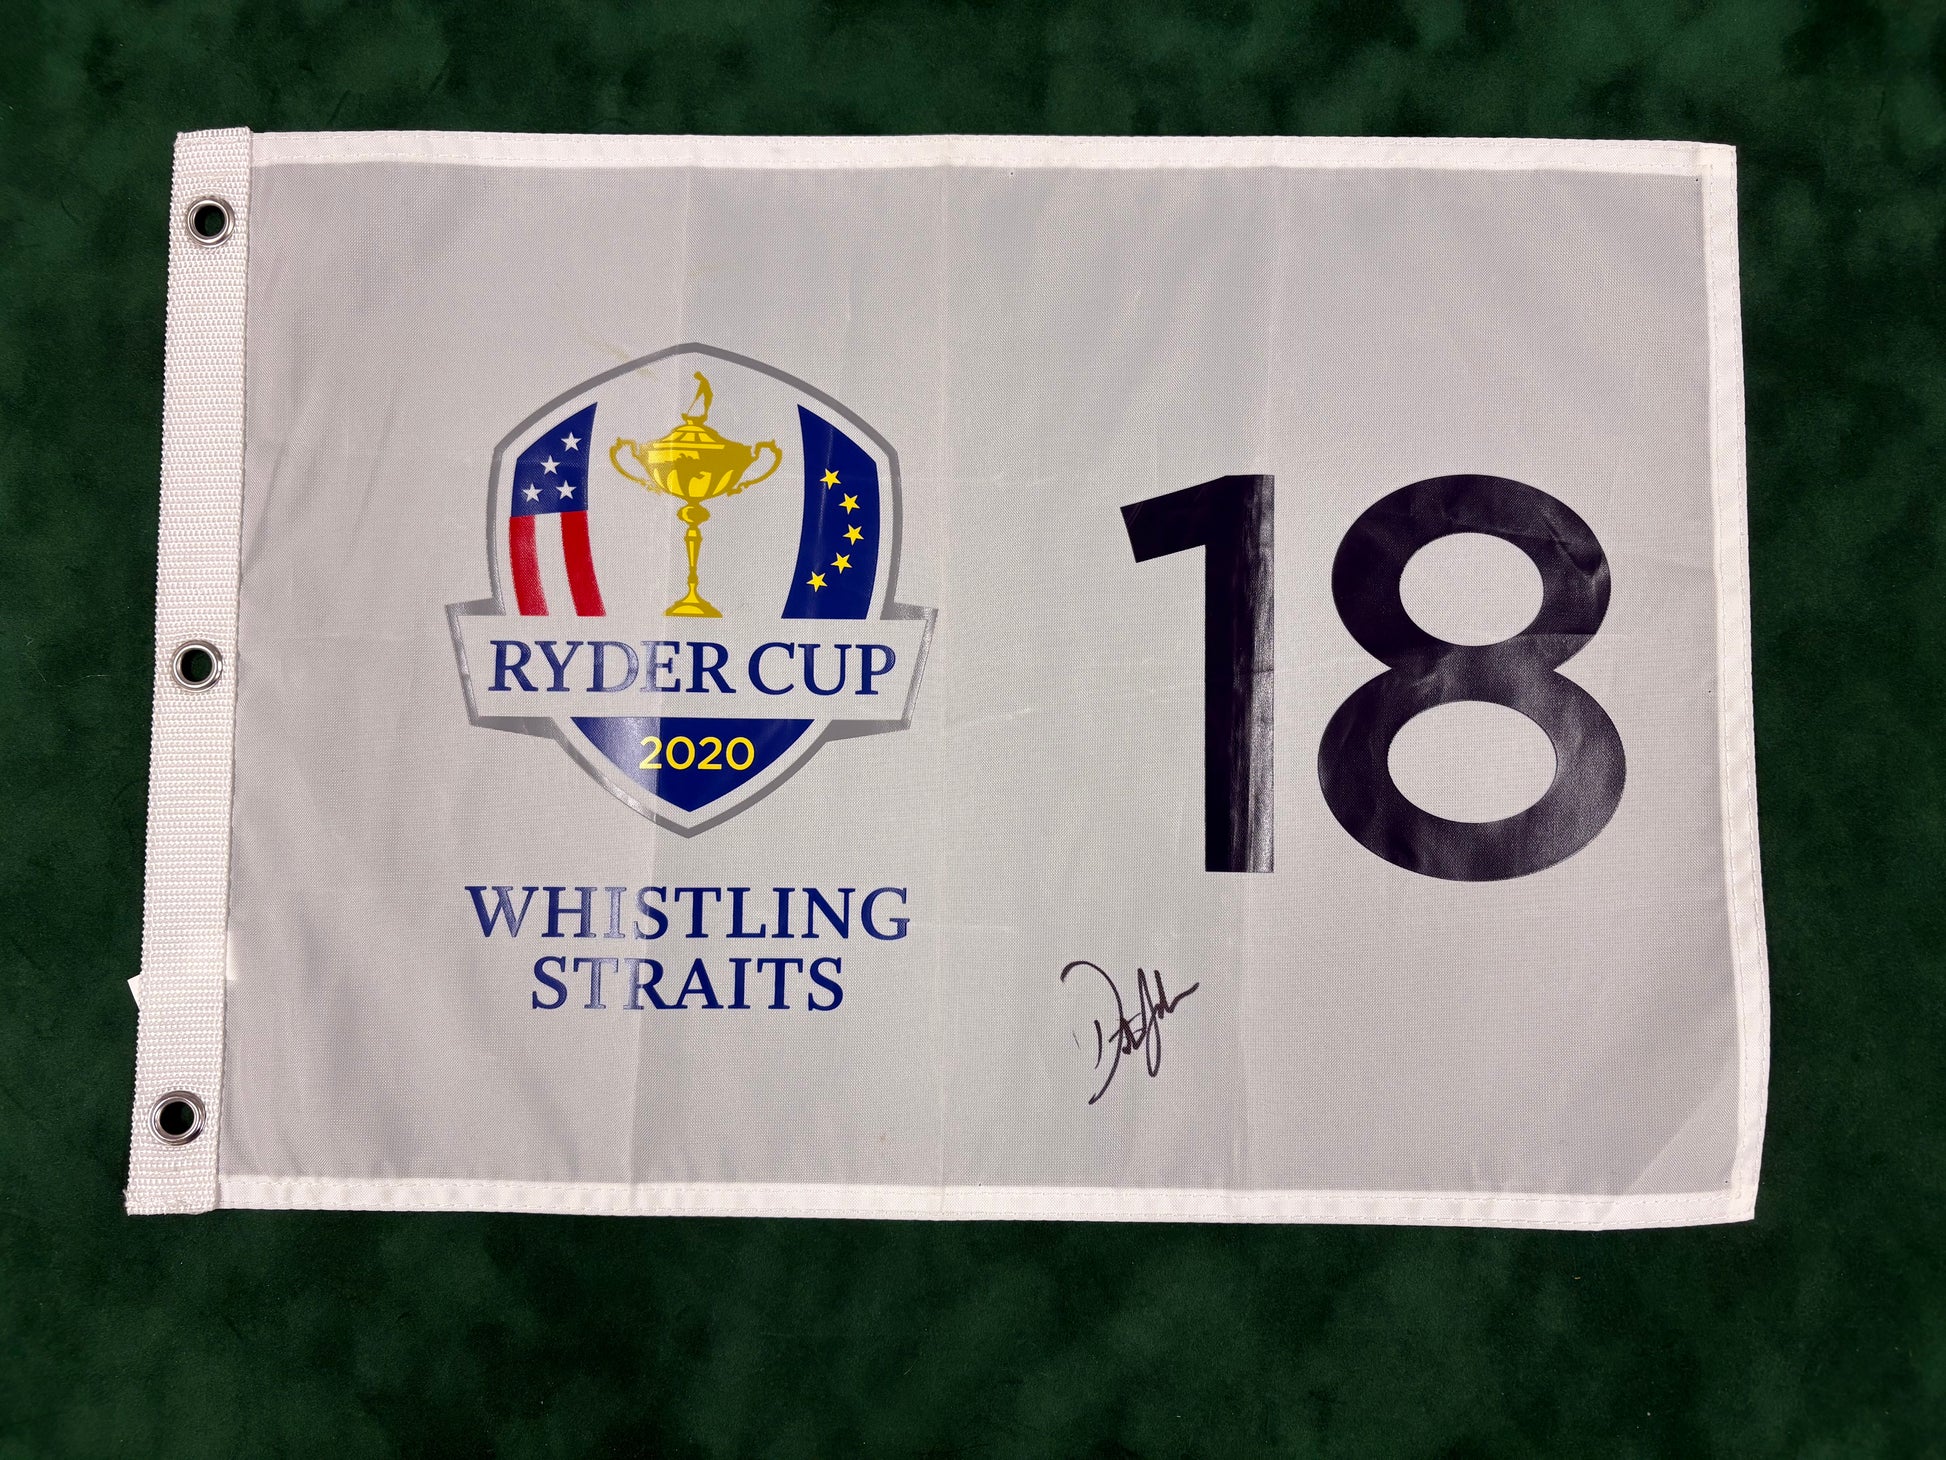 RYDER CUP
2020
WHISTLING
STRAITS
18